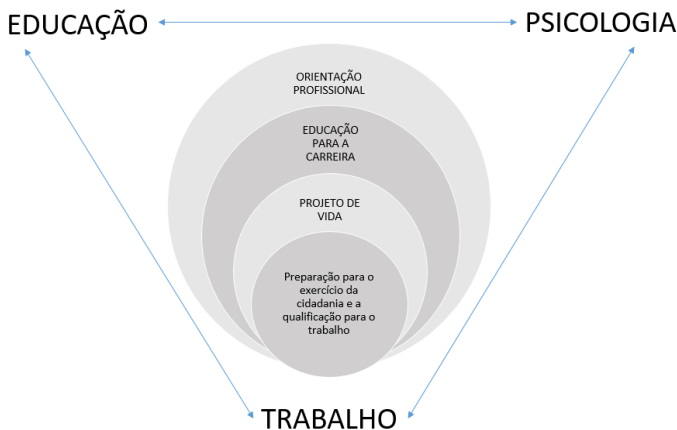 EDUCAÇÃO
PSICOLOGIA
ORIENTAÇÃO
PROFISSIONAL
EDUCAÇÃO
PARA A
CARREIRA
PROJETO DE
VIDA
Preparação para o
exercício da
cidadania e a
qualificação para o
trabalho
TRABALHO